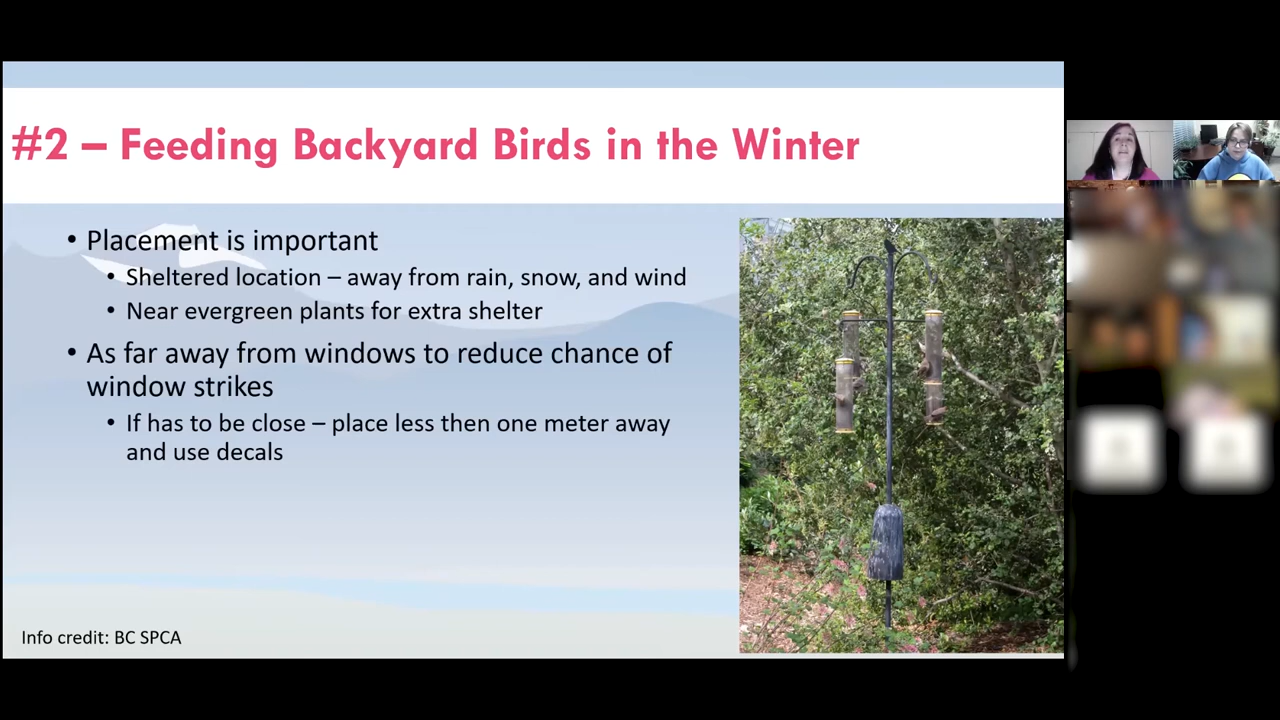 #2 – Feeding Backyard Birds in the Winter
• Placement is important
• Sheltered location – away from rain, snow, and wind
• Near evergreen plants for extra shelter
• As far away from windows to reduce chance of
window strikes
• If has to be close – place less then one meter away
and use decals
Info credit: BC SPCA